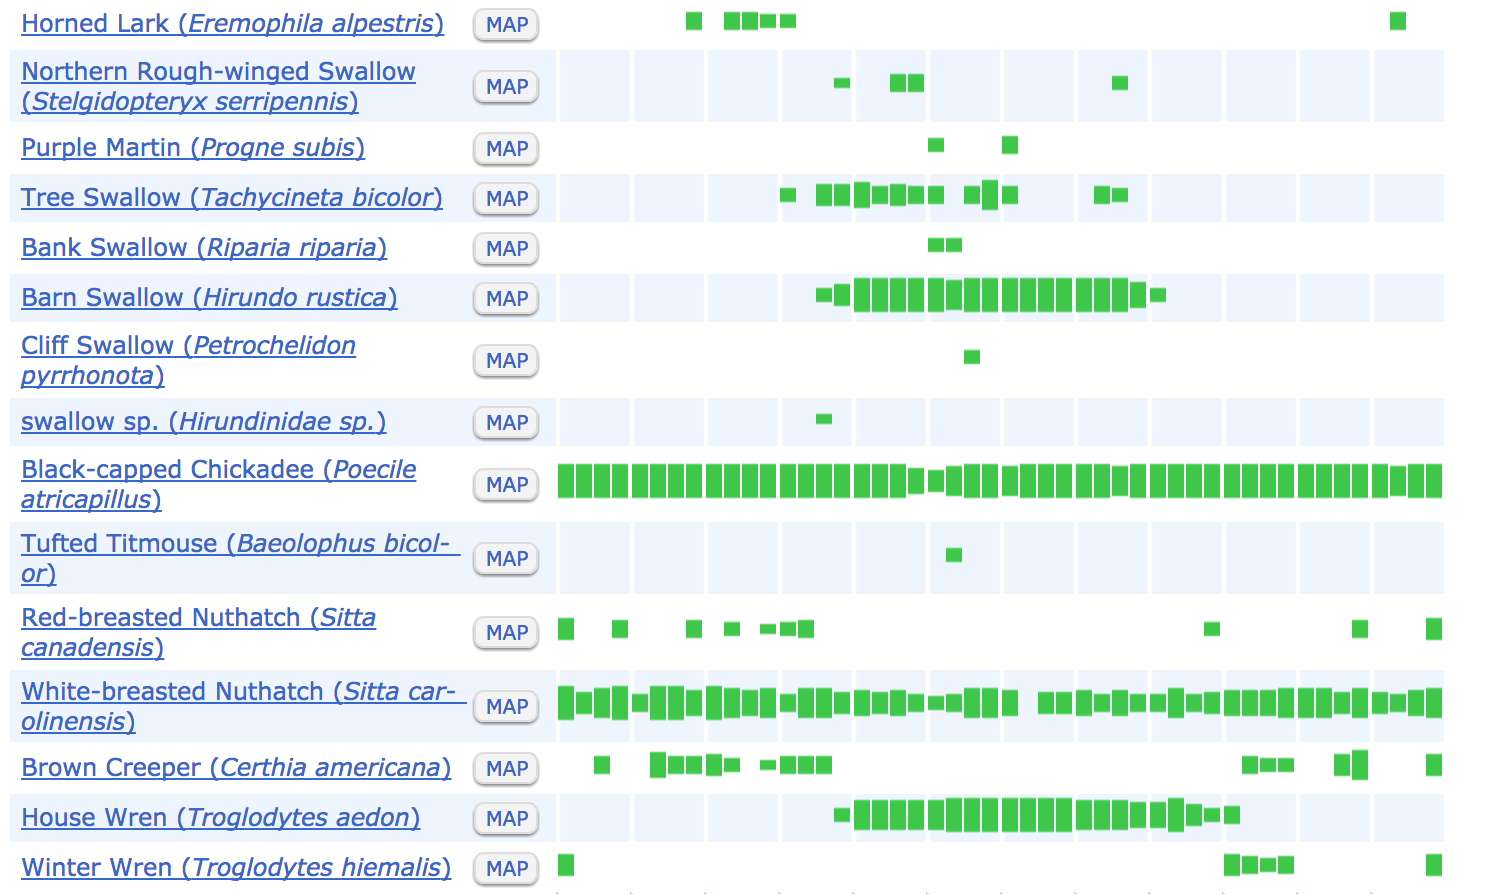 Horned Lark (Eremophila alpestris) MAP
Northern Rough-winged Swallow
(Stelgidopteryx serripennis) MAP
Purple Martin (Progne subis) MAP
Tree Swallow (Tachycineta bicolor) MAP
Bank Swallow (Riparia riparia) MAP
Barn Swallow (Hirundo rustica) MAP
Cliff Swallow (Petrochelidon
pyrrhonota) MAP
swallow sp. (Hirundinidae sp.) MAP
Black-capped Chickadee (Poecile
atricapillus) MAP
Tufted Titmouse (Baeolophus bicol-
or) MAP
Red-breasted Nuthatch (Sitta
canadensis) MAP
White-breasted Nuthatch (Sitta car-
olinensis) MAP
Brown Creeper (Certhia americana) MAP
House Wren (Troglodytes aedon) MAP
Winter Wren (Troglodytes hiemalis) MAP